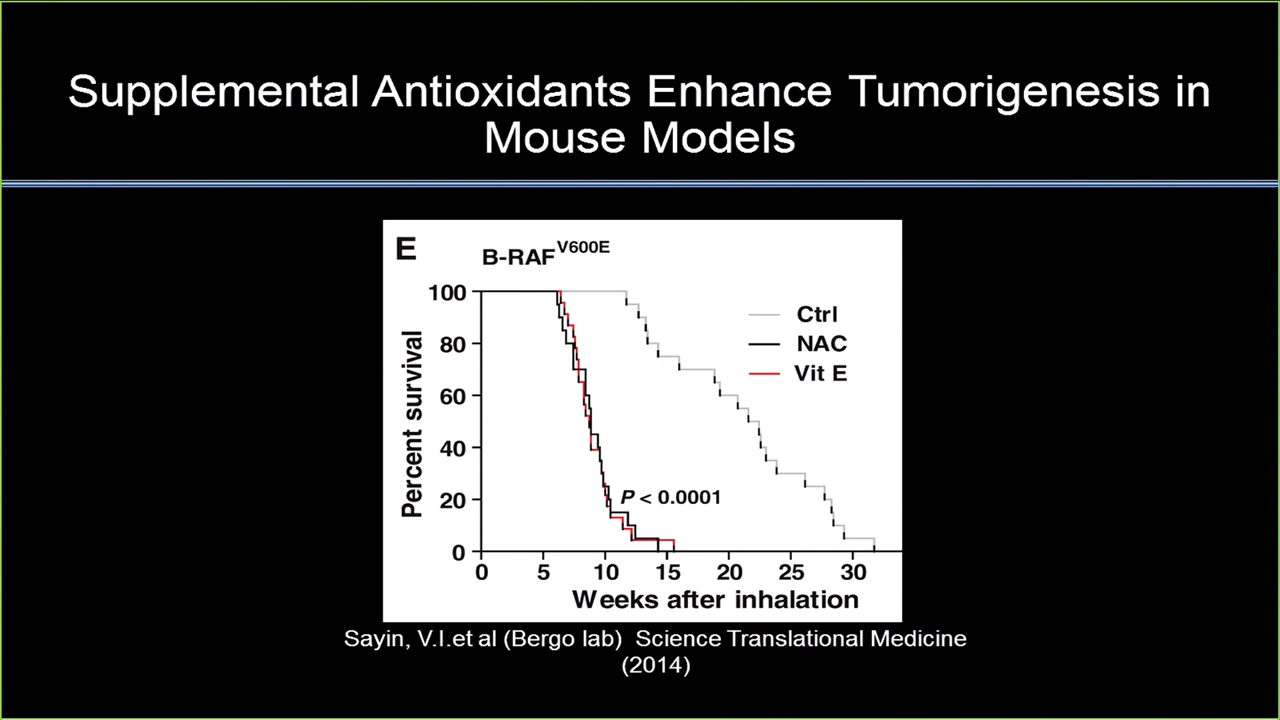 Supplemental Antioxidants Enhance Tumorigenesis in
Mouse Models
E
B-RAF^V600E
100
80
60
40
20
0
Percent survival
Ctrl
NAC
Vit E
P < 0.0001
0 5 10 15 20 25 30
Weeks after inhalation
Sayin, V.I.et al (Bergo lab) Science Translational Medicine
(2014)